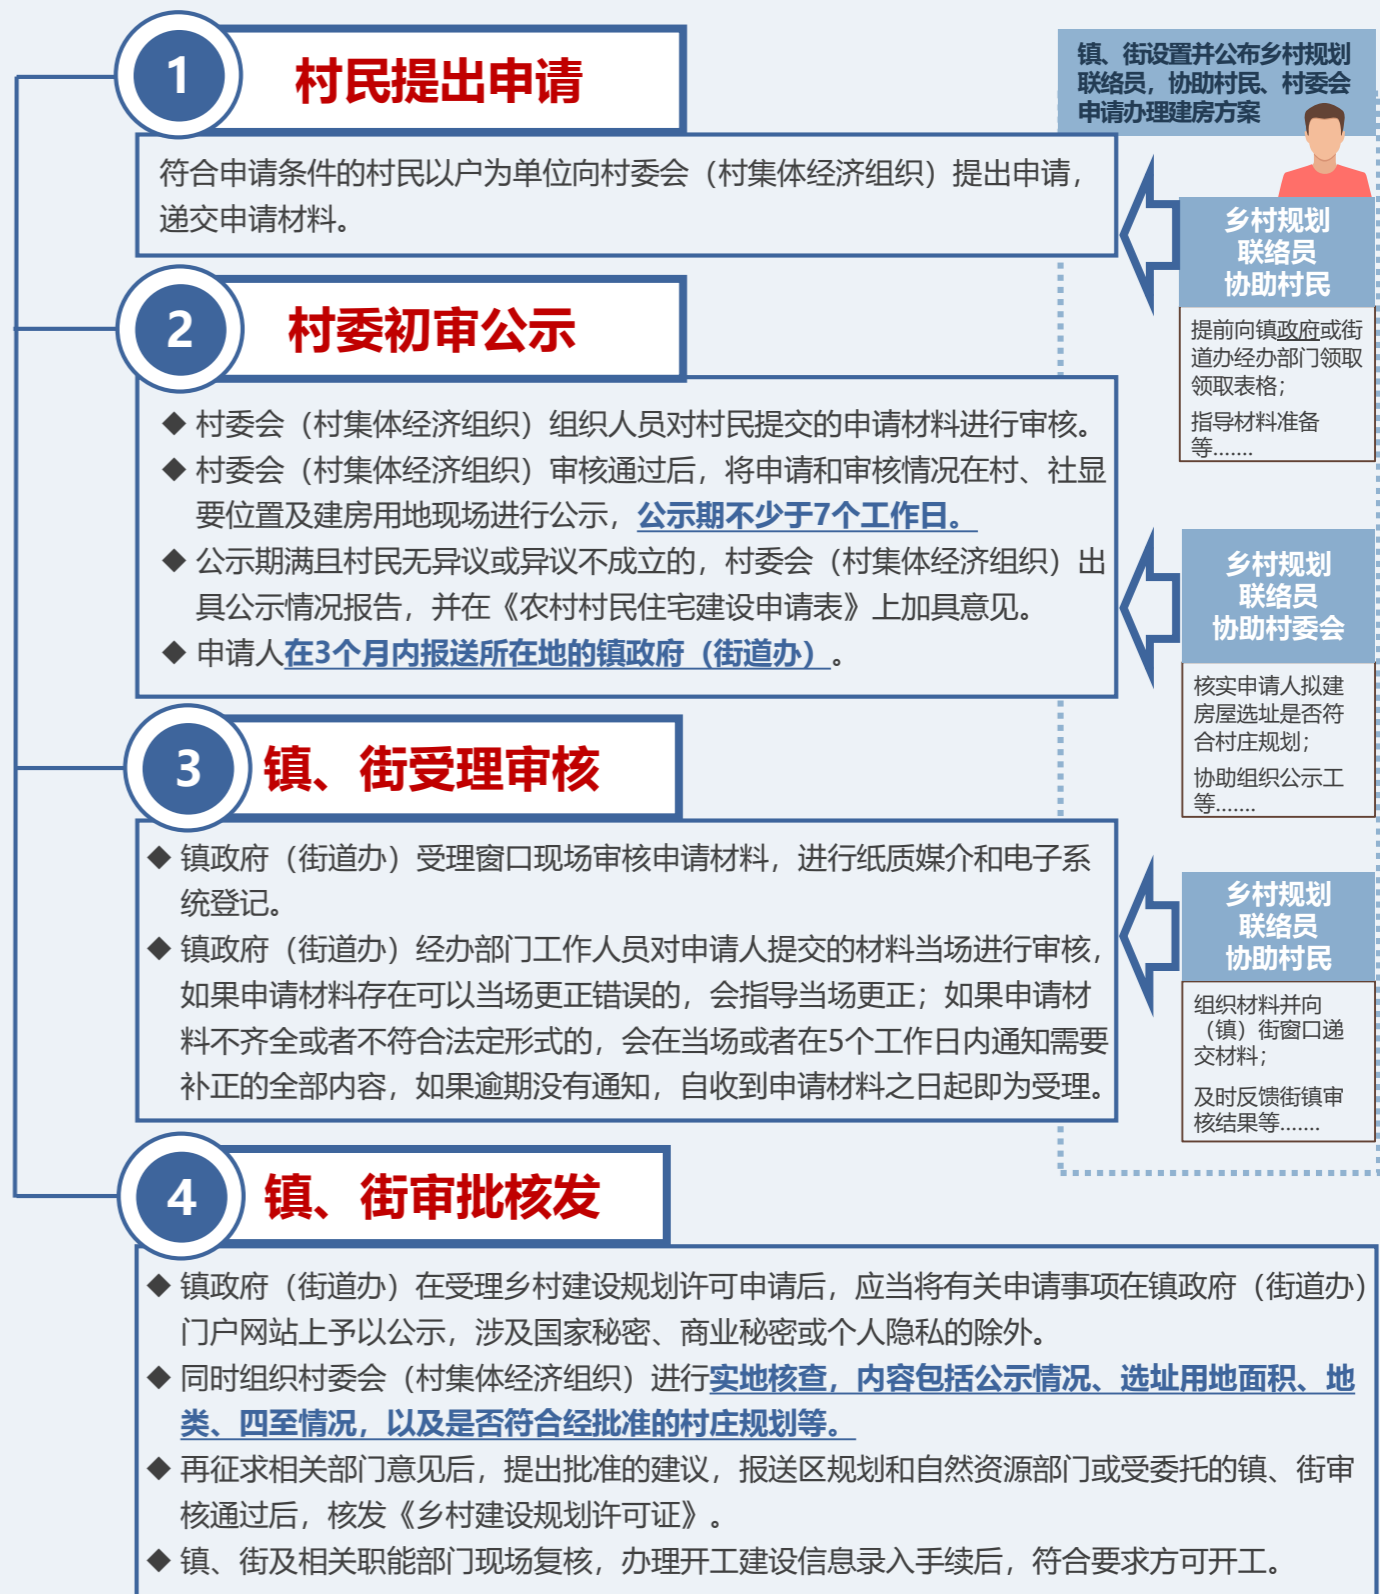 1
村民提出申请
符合申请条件的村民以户为单位向村委会（村集体经济组织）提出申请，
递交申请材料。
镇、街设置并公布乡村规划
联络员，协助村民、村委会
申请办理建房方案
乡村规划
联络员
协助村民
提前向镇政府或街
道办经办部门领取
领取表格；
指导材料准备
等.......
2
村委初审公示
◆ 村委会（村集体经济组织）组织人员对村民提交的申请材料进行审核。
◆ 村委会（村集体经济组织）审核通过后，将申请和审核情况在村、社显
要位置及建房用地现场进行公示，公示期不少于7个工作日。
◆ 公示期满且村民无异议或异议不成立的，村委会（村集体经济组织）出
具公示情况报告，并在《农村村民住宅建设申请表》上加具意见。
◆ 申请人在3个月内报送所在地的镇政府（街道办）。
乡村规划
联络员
协助村委会
核实申请人拟建
房屋选址是否符
合村庄规划；
协助组织公示工
等.......
3
镇、街受理审核
◆ 镇政府（街道办）受理窗口现场审核申请材料，进行纸质媒介和电子系
统登记。
◆ 镇政府（街道办）经办部门工作人员对申请人提交的材料当场进行审核，
如果申请材料存在可以当场更正错误的，会指导当场更正；如果申请材
料不齐全或者不符合法定形式的，会在当场或者在5个工作日内通知需要
补正的全部内容，如果逾期没有通知，自收到申请材料之日起即为受理。
乡村规划
联络员
协助村民
组织材料并向
（镇）街窗口递
交材料；
及时反馈街镇审
核结果等.......
4
镇、街审批核发
◆ 镇政府（街道办）在受理乡村建设规划许可申请后，应当将有关申请事项在镇政府（街道办）
门户网站上予以公示，涉及国家秘密、商业秘密或个人隐私的除外。
◆ 同时组织村委会（村集体经济组织）进行实地核查，内容包括公示情况、选址用地面积、地
类、四至情况，以及是否符合经批准的村庄规划等。
◆ 再征求相关部门意见后，提出批准的建议，报送区规划和自然资源部门或受委托的镇、街审
核通过后，核发《乡村建设规划许可证》。
◆ 镇、街及相关职能部门现场复核，办理开工建设信息录入手续后，符合要求方可开工。